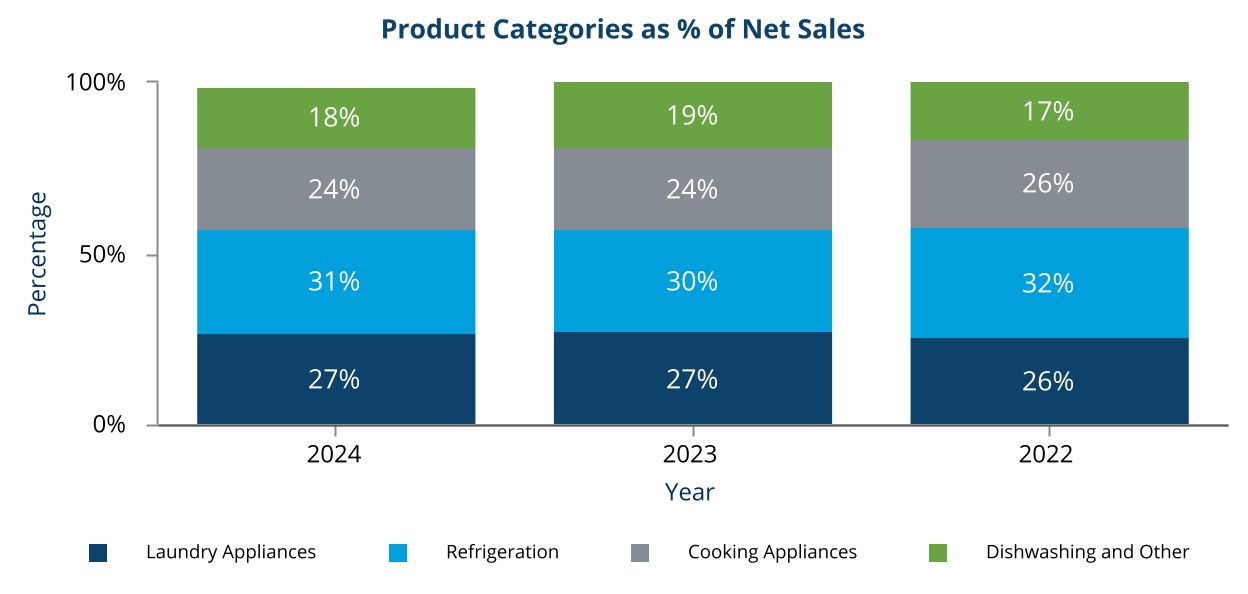 Product Categories as % of Net Sales
100%
50%
0%
Percentage
18%
24%
31%
27%
19%
24%
30%
27%
17%
26%
32%
26%
2024
2023
2022
Year
Laundry Appliances
Refrigeration
Cooking Appliances
Dishwashing and Other